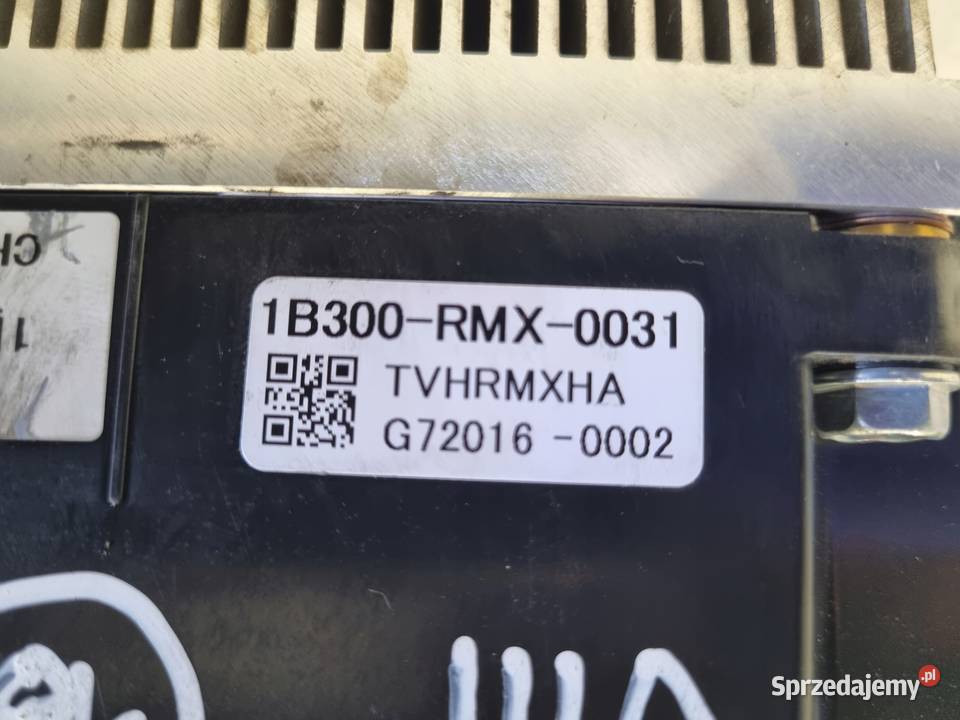 1B300-RMX-0031
TVHRMXHA
G72016 -0002
Sprzedajemy.pl